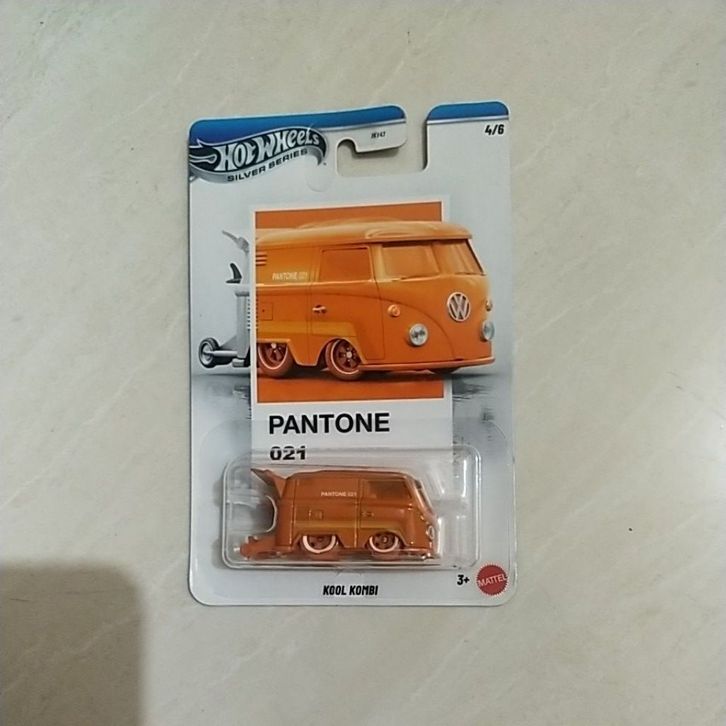 HOT WHEELS
SILVER SERIES
4/6
PANTONE 021
PANTONE
021
PANTONE 021
KOOL KOMBI
3+
MATTEL